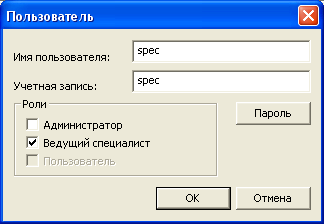 Пользователь
Имя пользователя: spec
Учетная запись: spec
Роли
Пароль
Администратор
Ведущий специалист
Пользователь
OK Отмена